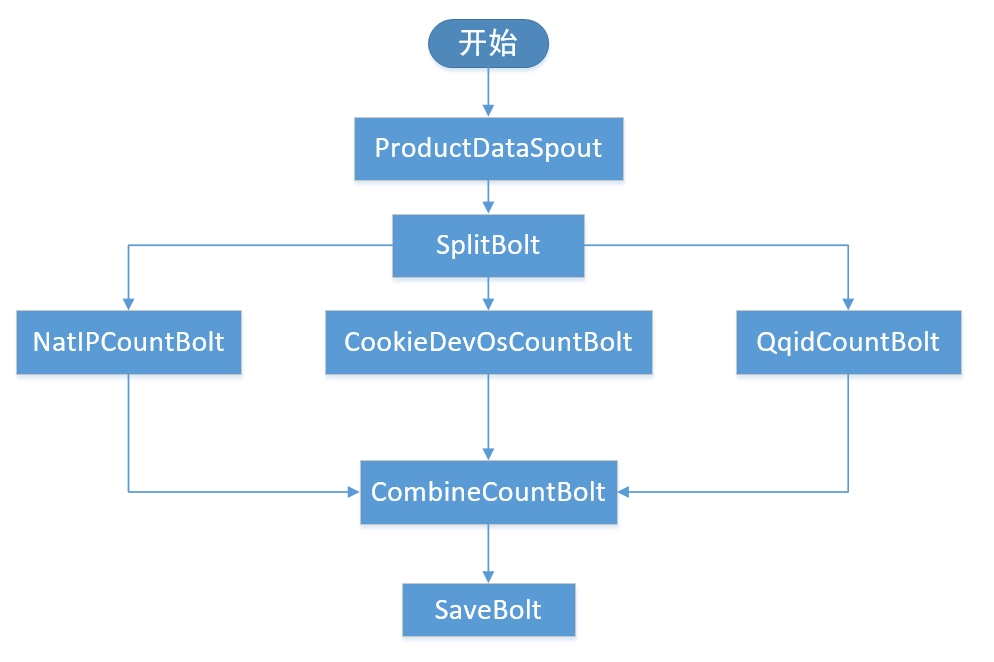 开始
ProductDataSpout
SplitBolt
NatIPCountBolt
CookieDevOsCountBolt
QqidCountBolt
CombineCountBolt
SaveBolt